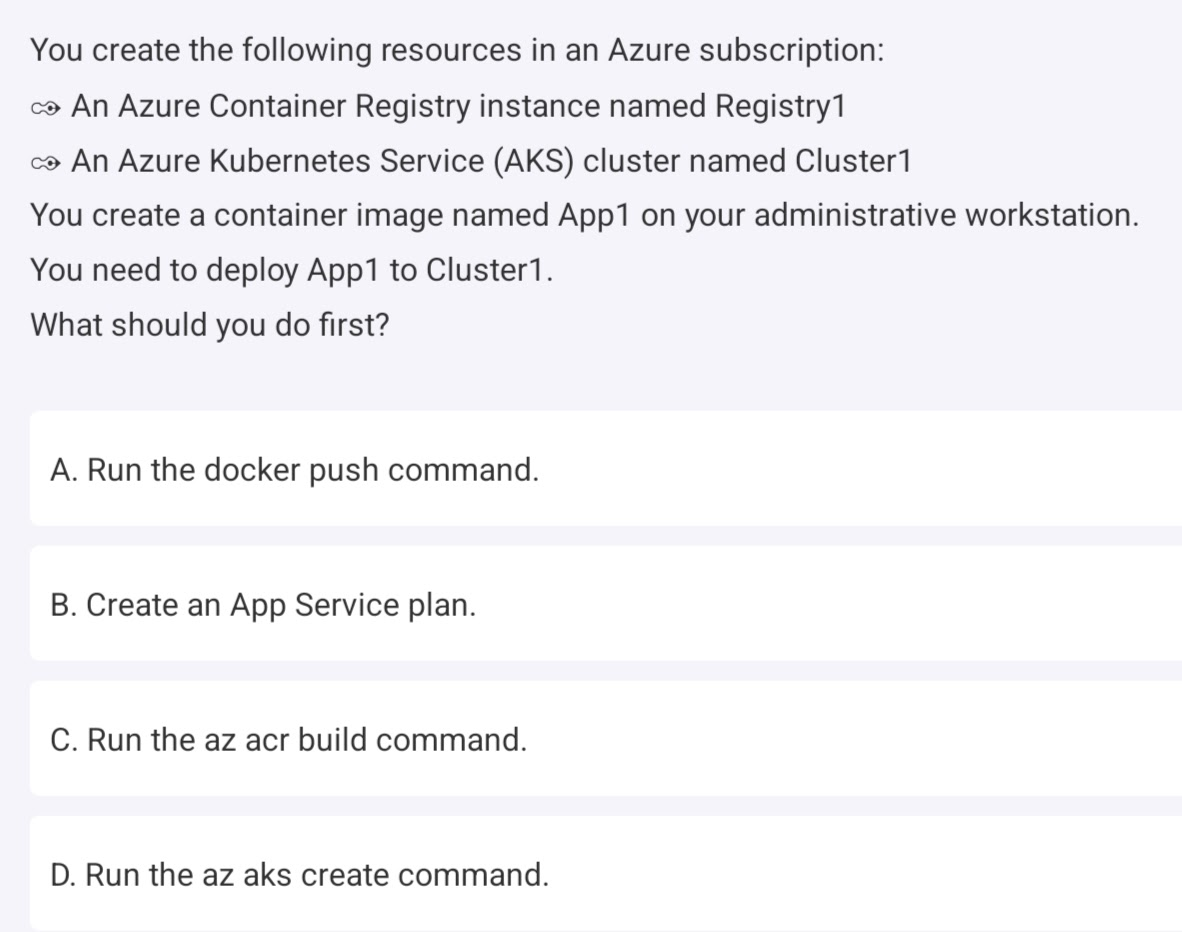 You create the following resources in an Azure subscription:
An Azure Container Registry instance named Registry1
An Azure Kubernetes Service (AKS) cluster named Cluster1
You create a container image named App1 on your administrative workstation.
You need to deploy App1 to Cluster1.
What should you do first?
A. Run the docker push command.
B. Create an App Service plan.
C. Run the az acr build command.
D. Run the az aks create command.